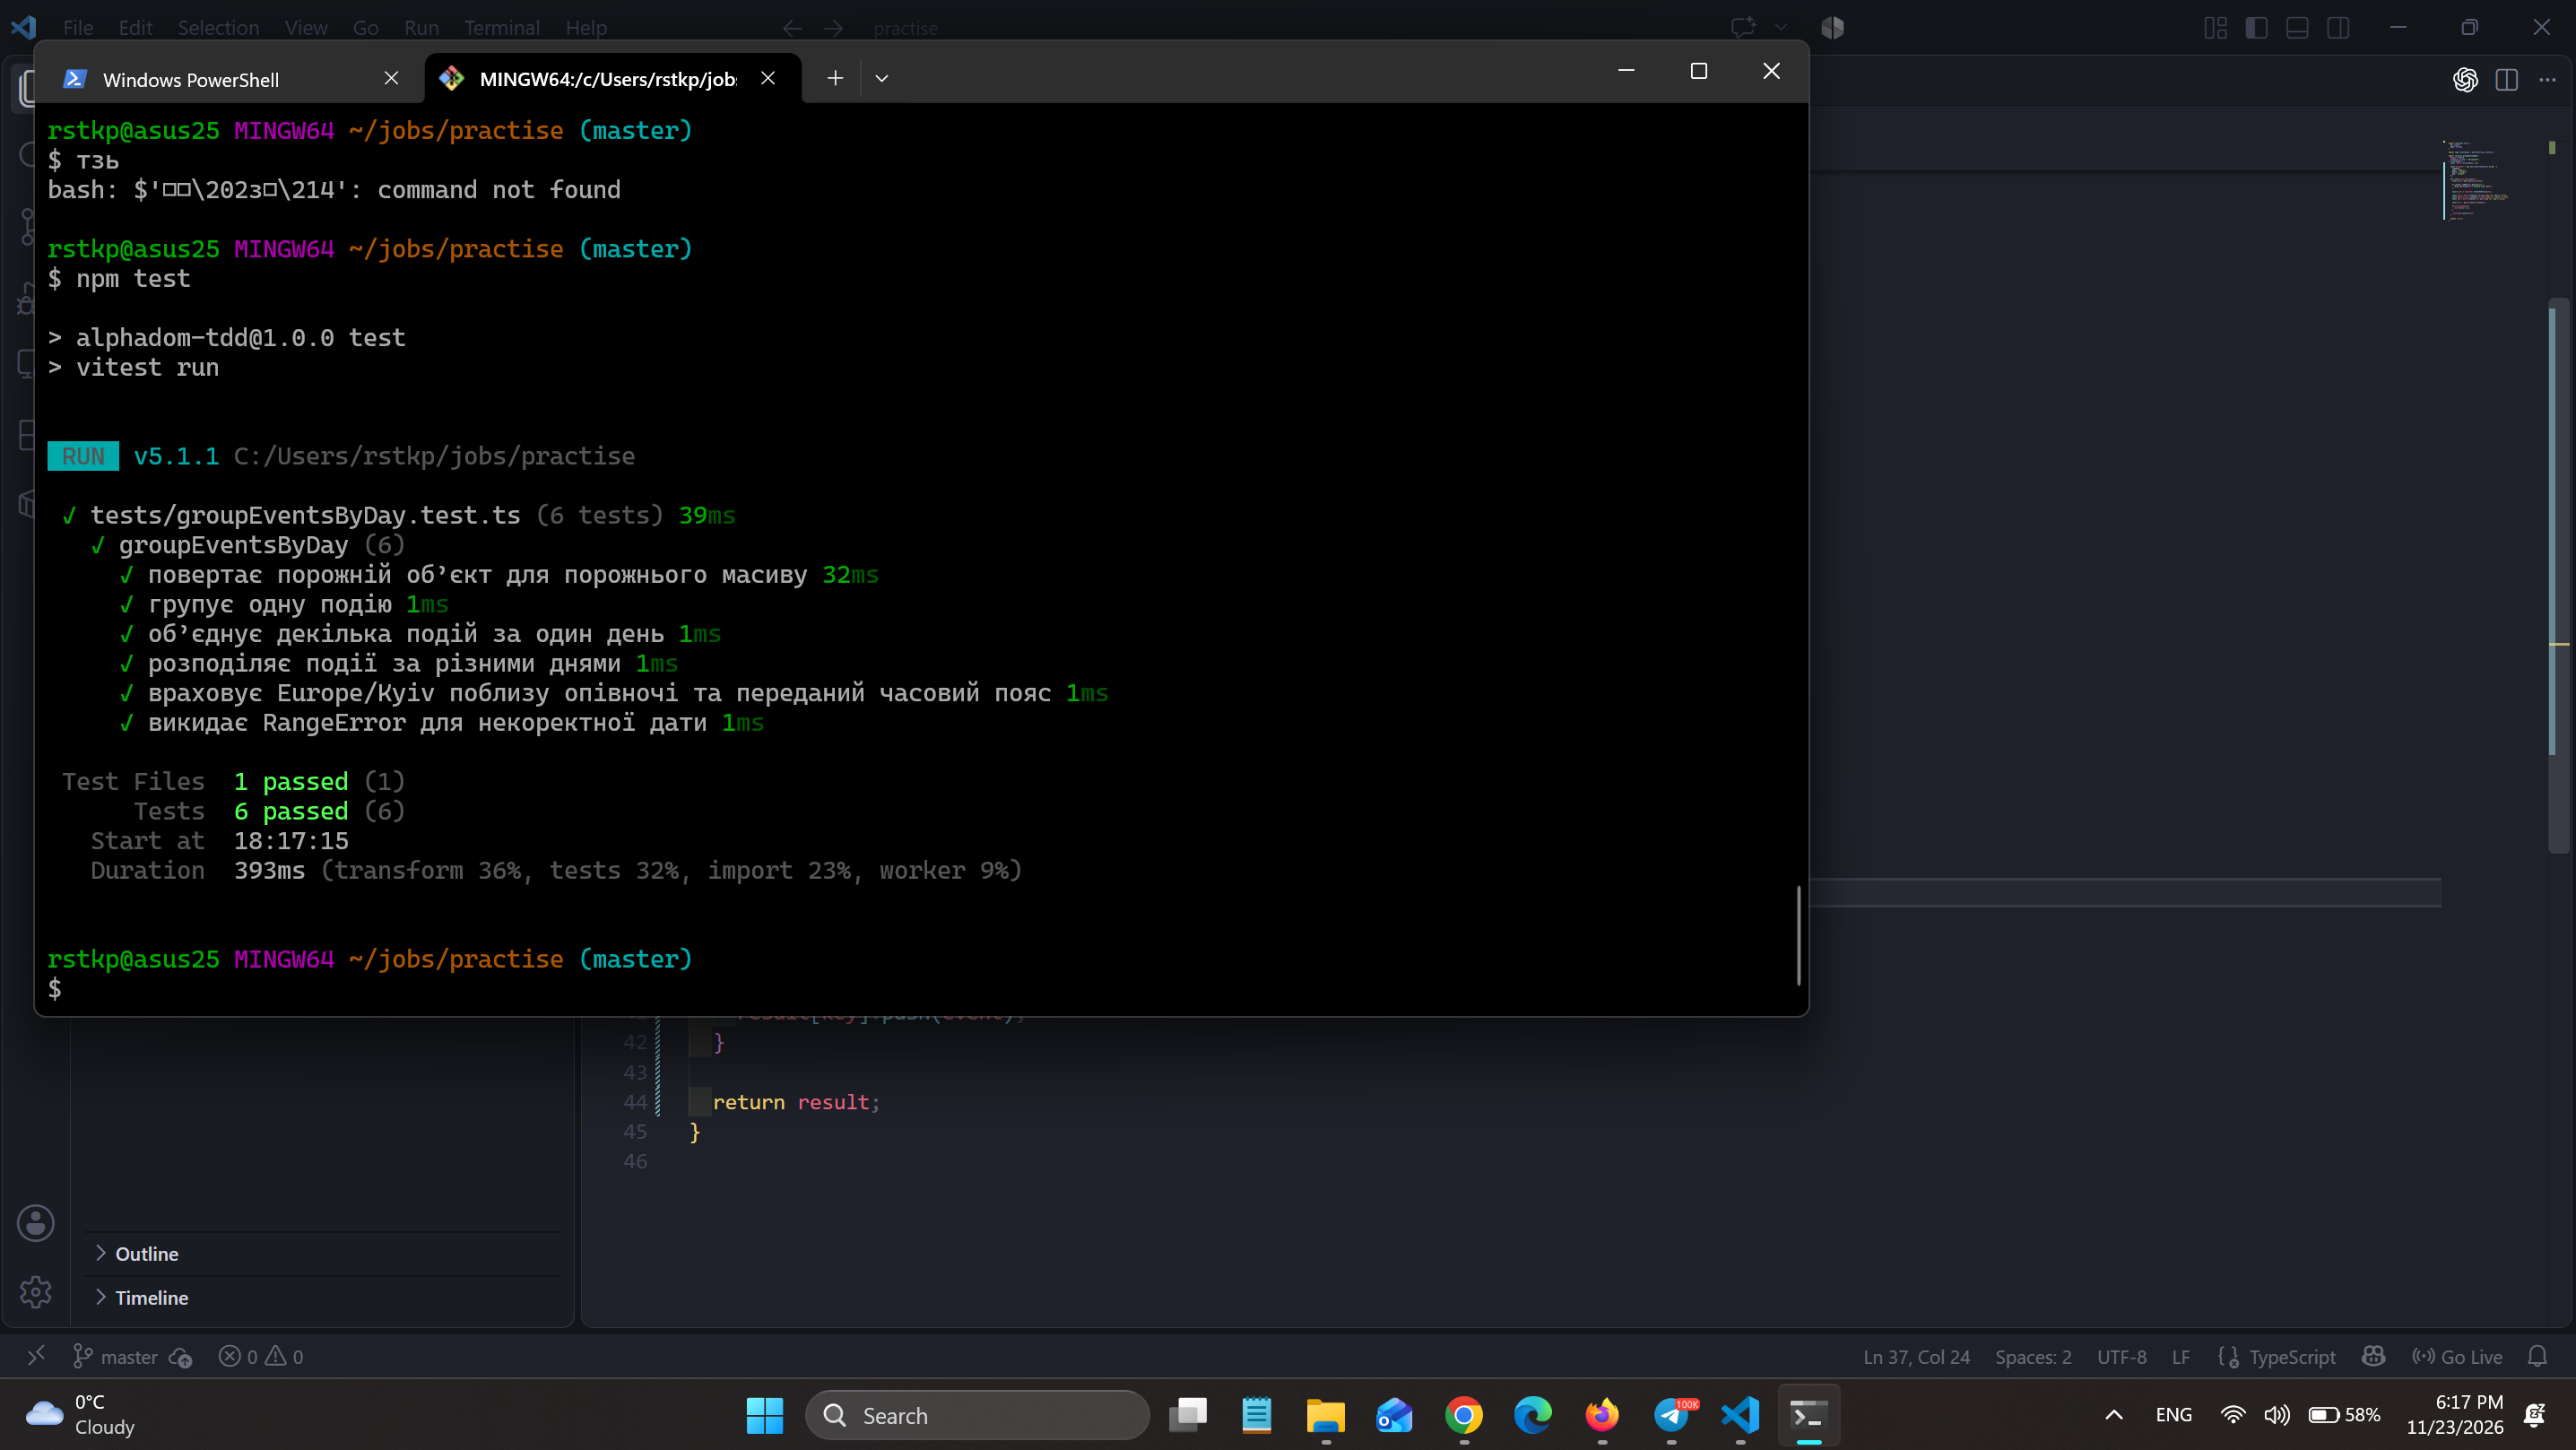 File Edit Selection View Go Run Terminal Help practise
Windows PowerShell
MINGW64:/c/Users/rstkp/job
rstkp@asus25 MINGW64 ~/jobs/practise (master)
$ тзь
bash: $'□□\202з□\214': command not found
rstkp@asus25 MINGW64 ~/jobs/practise (master)
$ npm test
> alphadom-tdd@1.0.0 test
> vitest run
RUN v5.1.1 C:/Users/rstkp/jobs/practise
✓ tests/groupEventsByDay.test.ts (6 tests) 39ms
✓ groupEventsByDay (6)
✓ повертає порожній об’єкт для порожнього масиву 32ms
✓ групує одну подію 1ms
✓ об’єднує декілька подій за один день 1ms
✓ розподіляє події за різними днями 1ms
✓ враховує Europe/Kyiv поблизу опівночі та переданий часовий пояс 1ms
✓ викидає RangeError для некоректної дати 1ms
Test Files 1 passed (1)
Tests 6 passed (6)
Start at 18:17:15
Duration 393ms (transform 36%, tests 32%, import 23%, worker 9%)
rstkp@asus25 MINGW64 ~/jobs/practise (master)
$
42 }
43
44 return result;
45 }
46
Outline
Timeline
master 0 0
Ln 37, Col 24 Spaces: 2 UTF-8 LF TypeScript Go Live
0°C
Cloudy
Search
100K
ENG
58%
6:17 PM
11/23/2026